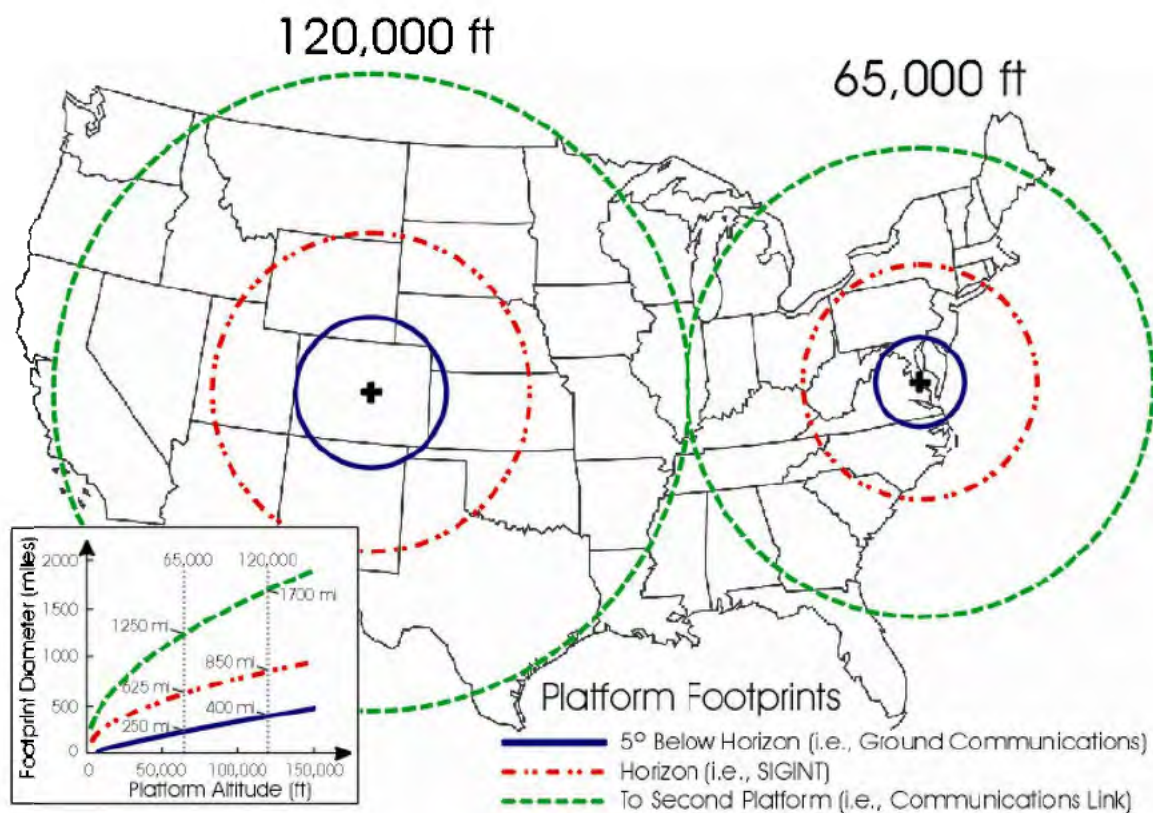 120,000 ft
65,000 ft
Footprint Diameter (miles)
2000
1500
1000
500
0
65,000
120,000
1700 mi
1250 mi
850 mi
625 mi
400 mi
250 mi
0
50,000
100,000
150,000
Platform Altitude (ft)
Platform Footprints
5° Below Horizon (i.e., Ground Communications)
Horizon (i.e., SIGINT)
To Second Platform (i.e., Communications Link)